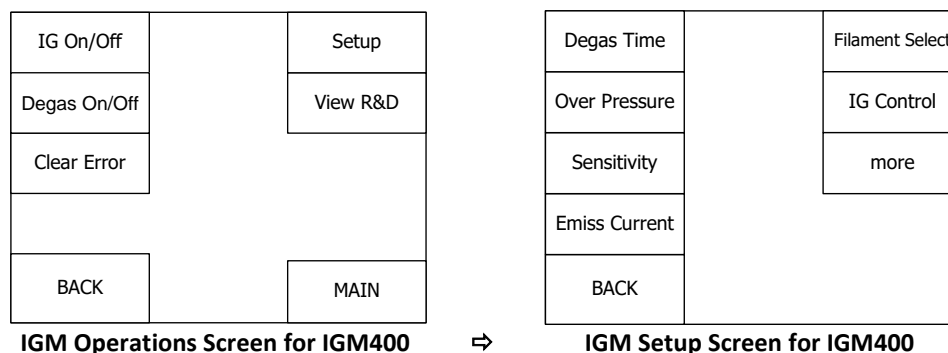 IG On/Off
Setup
Degas On/Off
View R&D
Clear Error
BACK
MAIN
IGM Operations Screen for IGM400
⇨
Degas Time
Filament Select
Over Pressure
IG Control
Sensitivity
more
Emiss Current
BACK
IGM Setup Screen for IGM400